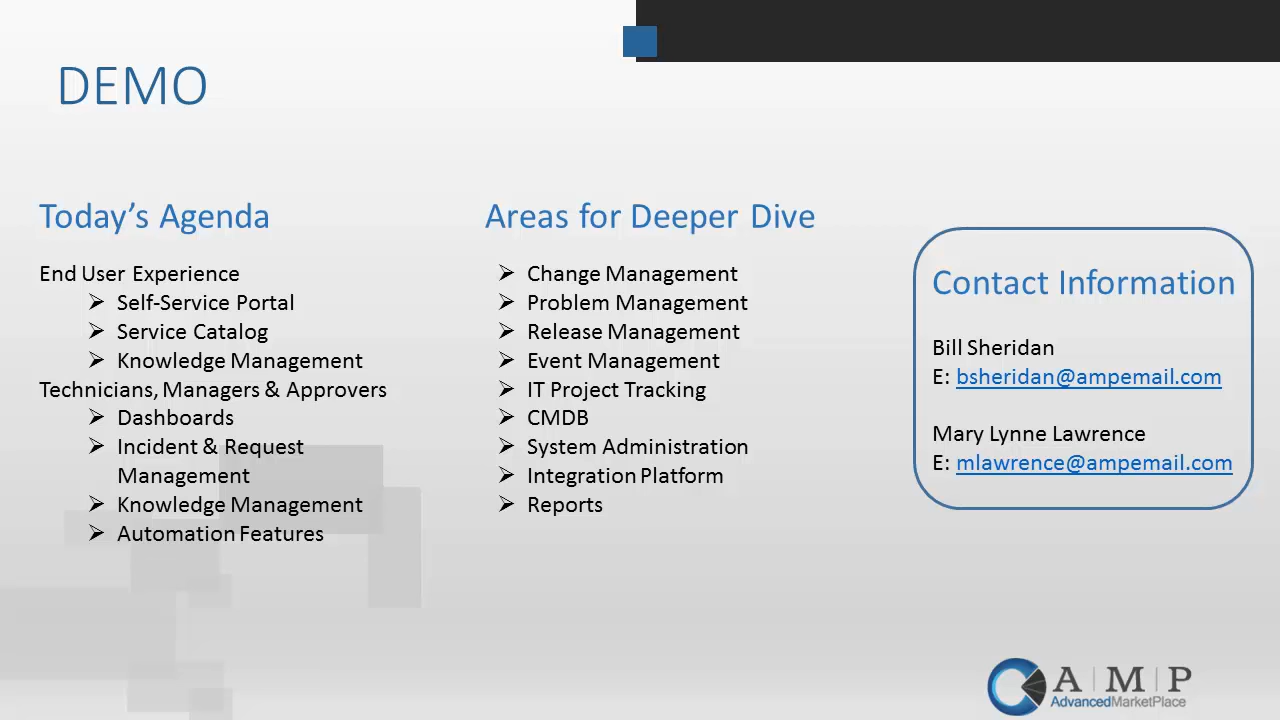 DEMO
Today's Agenda
End User Experience
➢ Self-Service Portal
➢ Service Catalog
➢ Knowledge Management
Technicians, Managers & Approvers
➢ Dashboards
➢ Incident & Request
Management
➢ Knowledge Management
➢ Automation Features
Areas for Deeper Dive
➢ Change Management
➢ Problem Management
➢ Release Management
➢ Event Management
➢ IT Project Tracking
➢ CMDB
➢ System Administration
➢ Integration Platform
➢ Reports
Contact Information
Bill Sheridan
E: bsheridan@ampemail.com
Mary Lynne Lawrence
E: mlawrence@ampemail.com
A|M|P
AdvancedMarketPlace